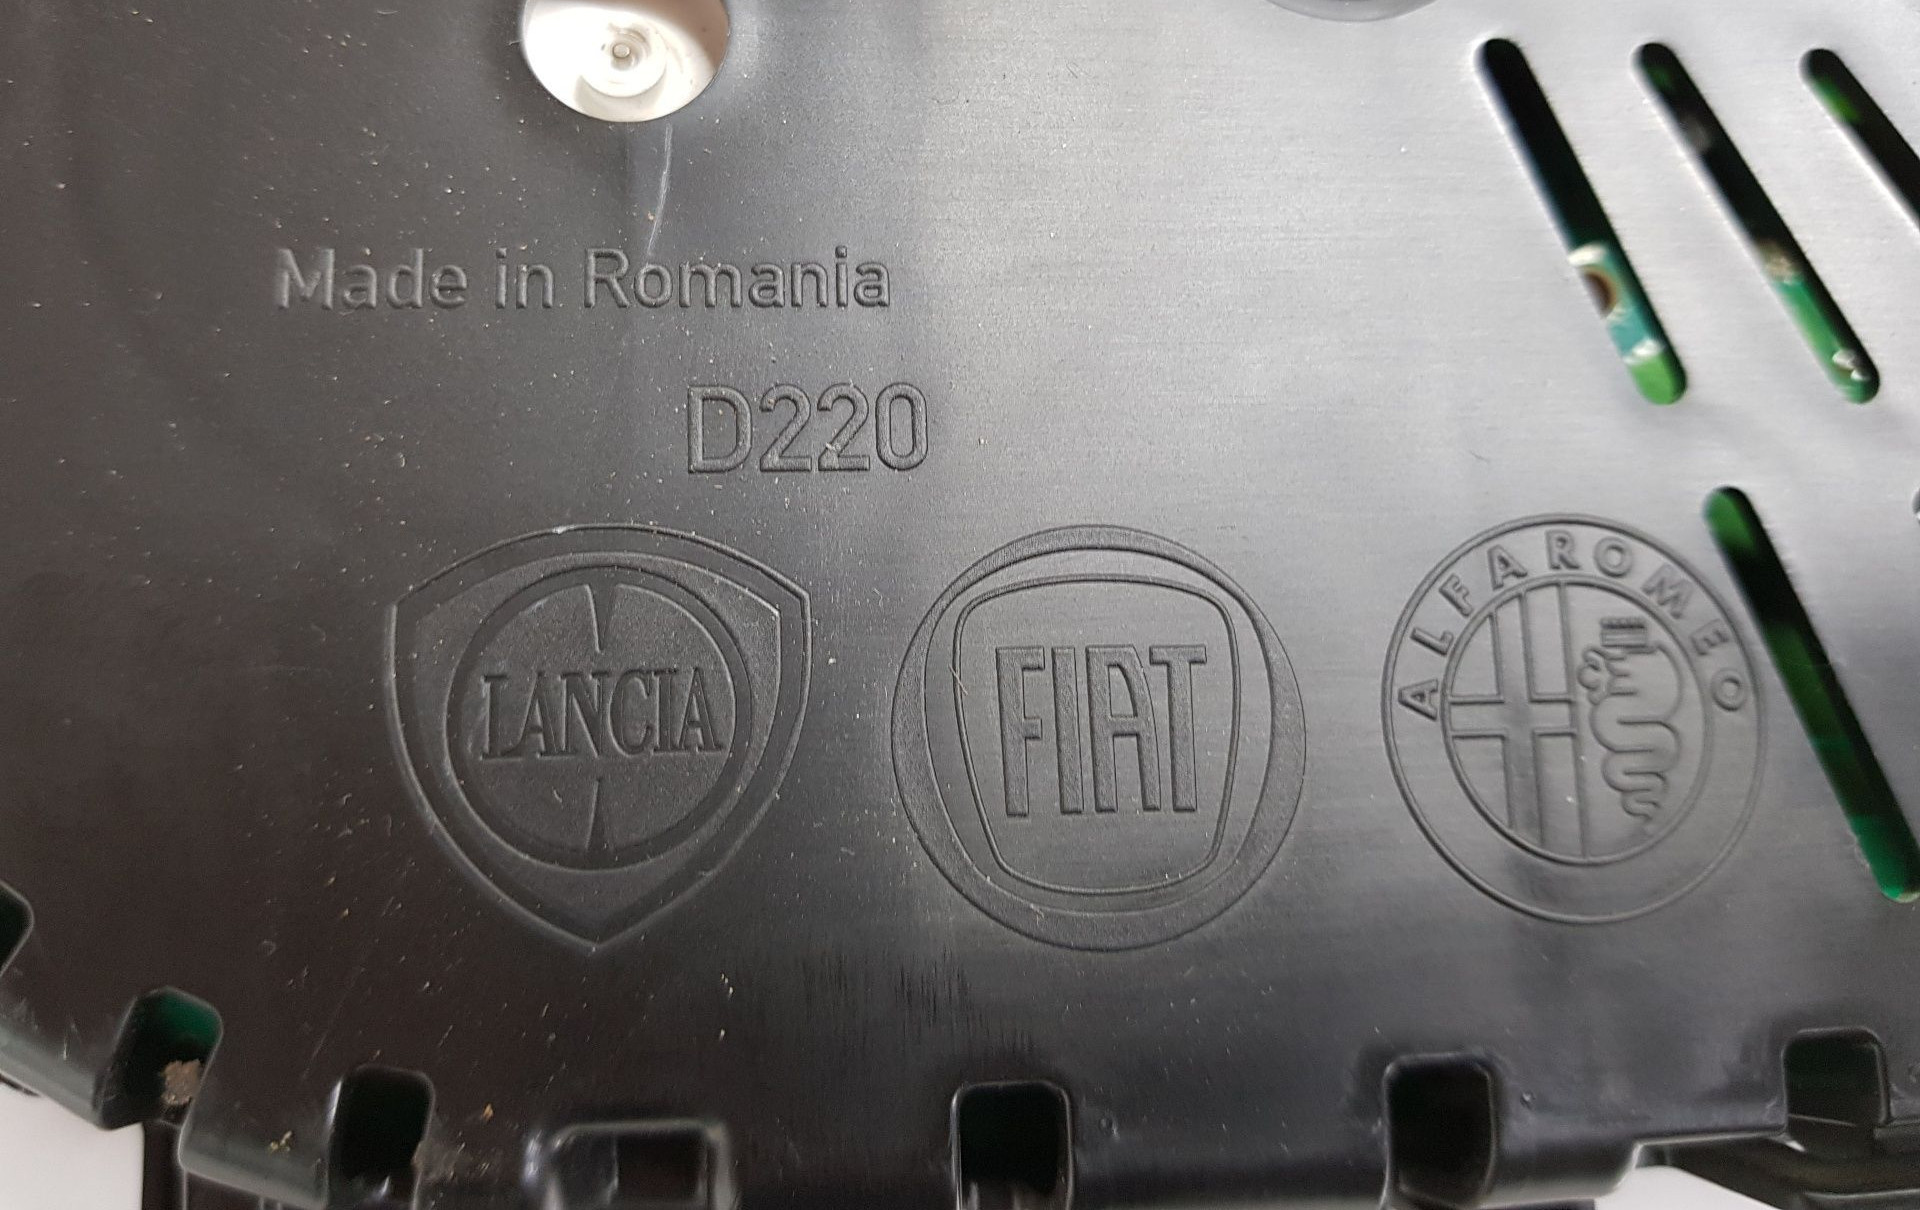 Made in Romania
D220
LANCIA
FIAT
ALFA ROMEO